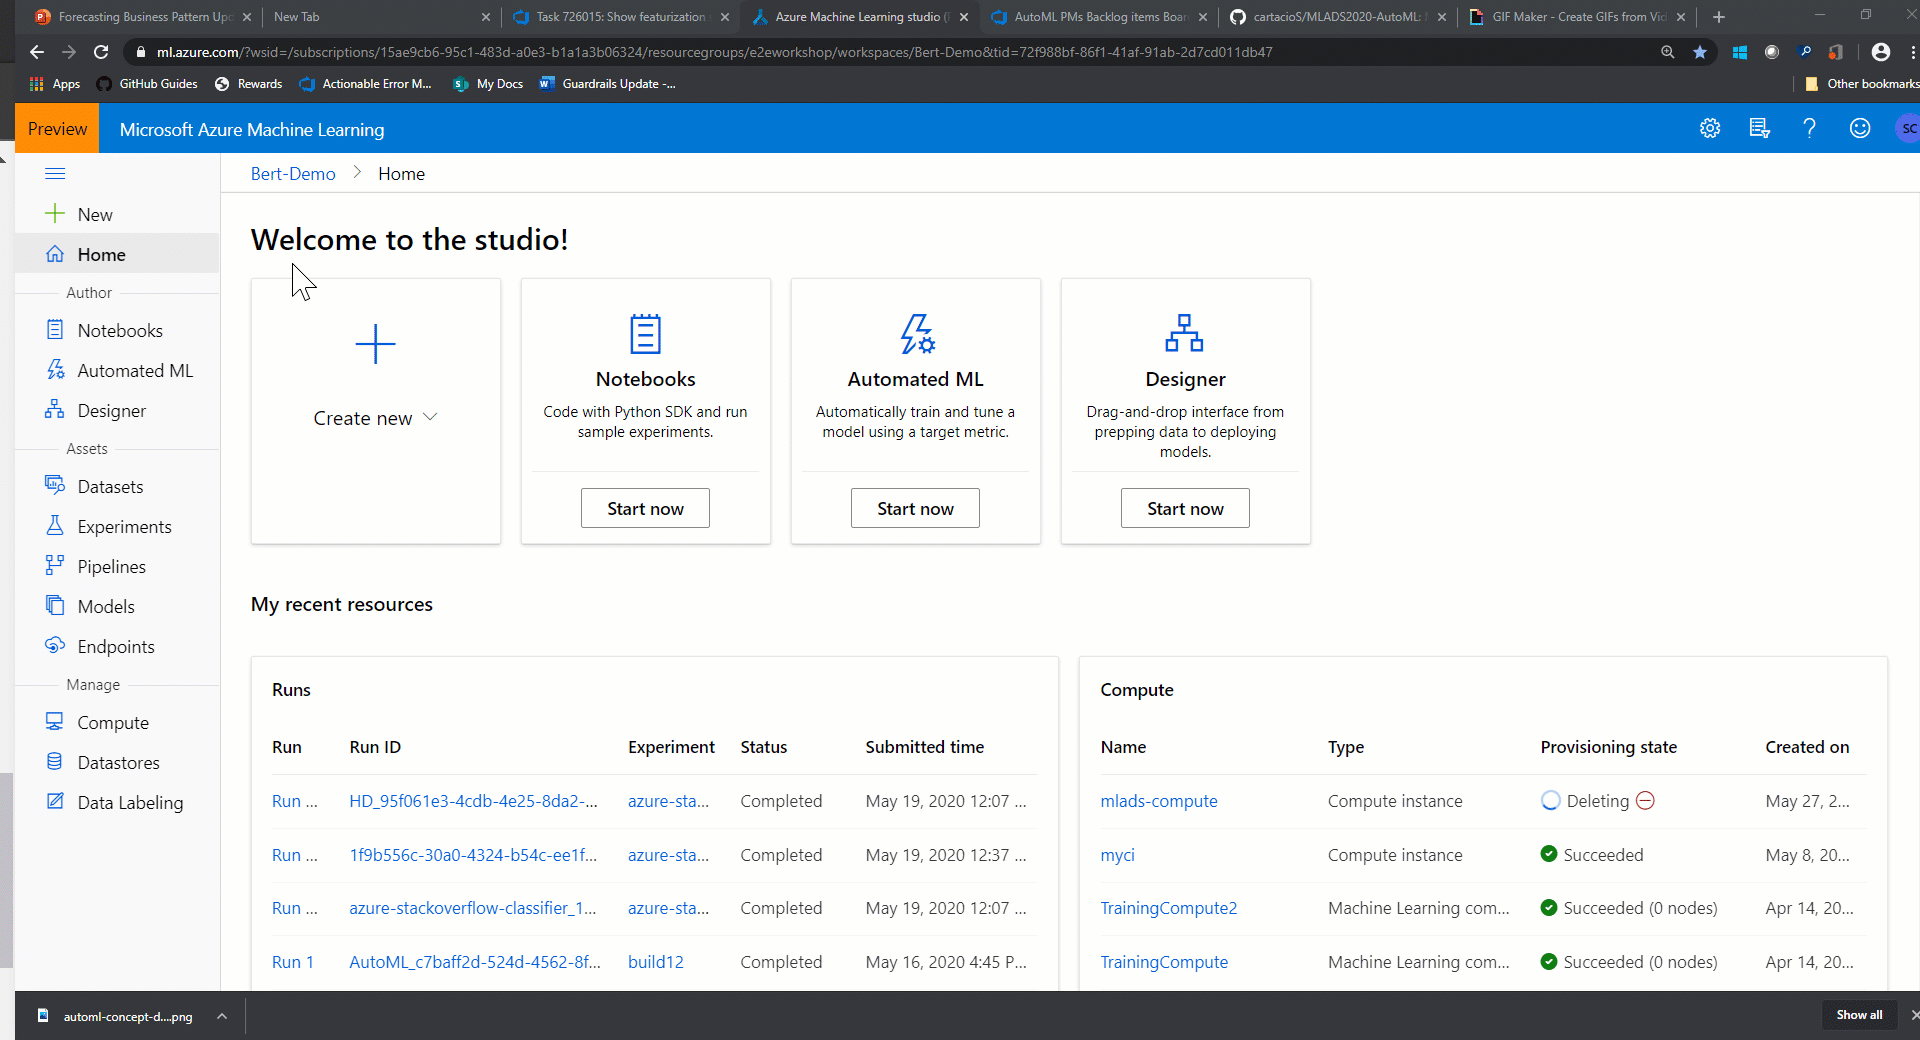 Forecasting Business Pattern Upd
New Tab
Task 726015: Show featurization
Azure Machine Learning studio (
AutoML PMs Backlog items Boar
cartacioS/MLADS2020-AutoML:
GIF Maker - Create GIFs from Vid
ml.azure.com/?wsid=/subscriptions/15ae9cb6-95c1-483d-a0e3-b1a1a3b06324/resourcegroups/e2eworkshop/workspaces/Bert-Demo&tid=72f988bf-86f1-41af-91ab-2d7cd011db47
Apps
GitHub Guides
Rewards
Actionable Error M...
My Docs
Guardrails Update -...
Other bookmarks
Preview
Microsoft Azure Machine Learning
SC
Bert-Demo > Home
New
Home
Author
Notebooks
Automated ML
Designer
Assets
Datasets
Experiments
Pipelines
Models
Endpoints
Manage
Compute
Datastores
Data Labeling
Welcome to the studio!
Create new
Notebooks
Code with Python SDK and run
sample experiments.
Start now
Automated ML
Automatically train and tune a
model using a target metric.
Start now
Designer
Drag-and-drop interface from
prepping data to deploying
models.
Start now
My recent resources
Runs
Run Run ID Experiment Status Submitted time
Run ... HD_95f061e3-4cdb-4e25-8da2-... azure-sta... Completed May 19, 2020 12:07 ...
Run ... 1f9b556c-30a0-4324-b54c-ee1f... azure-sta... Completed May 19, 2020 12:37 ...
Run ... azure-stackoverflow-classifier_1... azure-sta... Completed May 19, 2020 12:07 ...
Run 1 AutoML_c7baff2d-524d-4562-8f... build12 Completed May 16, 2020 4:45 P...
Compute
Name Type Provisioning state Created on
mlads-compute Compute instance Deleting May 27, 2...
myci Compute instance Succeeded May 8, 20...
TrainingCompute2 Machine Learning com... Succeeded (0 nodes) Apr 14, 20...
TrainingCompute Machine Learning com... Succeeded (0 nodes) Apr 14, 20...
automl-concept-d....png
Show all